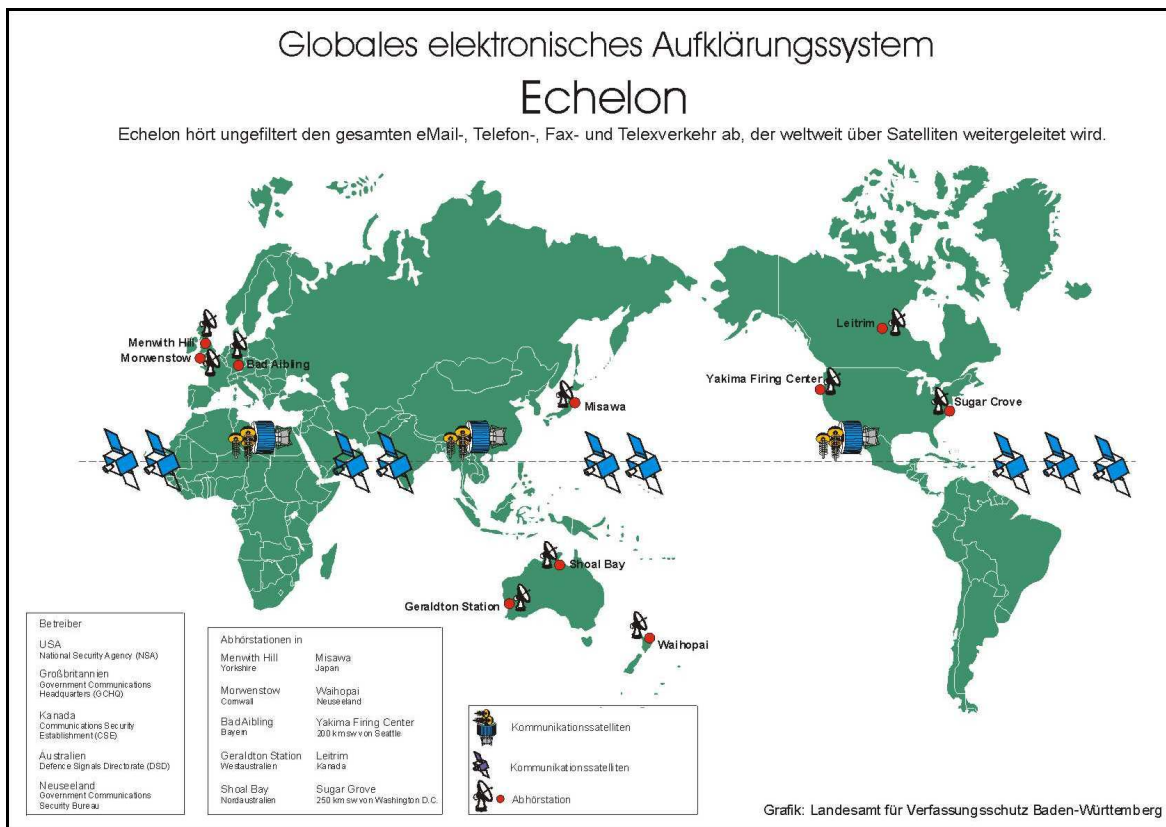 Globales elektronisches Aufklärungssystem
Echelon
Echelon hört ungefiltert den gesamten eMail-, Telefon-, Fax- und Telexverkehr ab, der weltweit über Satelliten weitergeleitet wird.
Menwith Hill
Morwenstow
Bad Aibling
Misawa
Leitrim
Yakima Firing Center
Sugar Crove
Shoal Bay
Geraldton Station
Waihopai
Betreiber
USA
National Security Agency (NSA)
Großbritannien
Government Communications
Headquarters (GCHQ)
Kanada
Communications Security
Establishment (CSE)
Australien
Defence Signals Directorate (DSD)
Neuseeland
Government Communications
Security Bureau
Abhörstationen in
Menwith Hill
Yorkshire
Morwenstow
Cornwall
BadAibling
Bayern
Geraldton Station
Westaustralien
Shoal Bay
Nordaustralien
Misawa
Japan
Waihopai
Neuseeland
Yakima Firing Center
200 km sw von Seattle
Leitrim
Kanada
Sugar Grove
250 km sw von Washington D.C.
Kommunikationssatelliten
Kommunikationssatelliten
Abhörstation
Grafik: Landesamt für Verfassungsschutz Baden-Württemberg